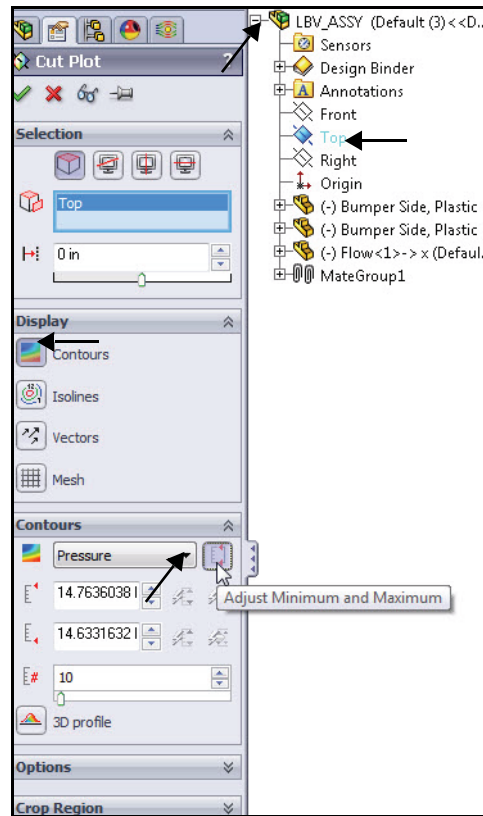 Cut Plot ?
Selection
Top
0 in
Display
Contours
Isolines
Vectors
Mesh
Contours
Pressure
14.7636038 l
Adjust Minimum and Maximum
14.6331632 l
# 10
3D profile
Options
Crop Region
LBV_ASSY (Default (3)<<D..
Sensors
Design Binder
A Annotations
Front
Top
Right
Origin
(-) Bumper Side, Plastic
(-) Bumper Side, Plastic
(-) Flow<1>-> x (Defaul.
MateGroup1